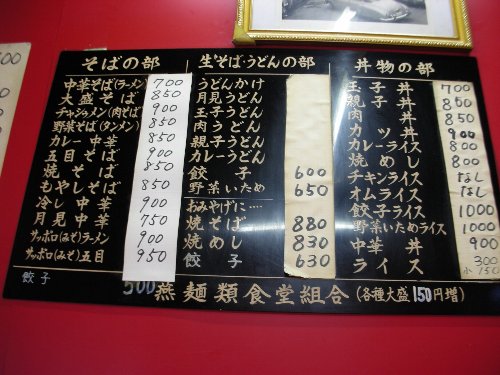 そばの部
中華そば(ラーメン) 700
大盛そば 850
チャシュウメン(肉そば) 900
野菜そば(タンメン) 850
カレー中華 850
五目そば 900
焼そば 850
もやしそば 850
冷し中華 900
月見中華 750
サッポロ(みそ)ラーメン 900
サッポロ(みそ)五目 950
餃子 500
生そば・うどんの部
うどんかけ
月見うどん
玉子うどん
肉うどん
親子うどん
カレーうどん
餃子 600
野菜いため 650
おみやげに……
焼そば 880
焼めし 830
餃子 630
丼物の部
玉子丼 700
親子丼 850
肉丼 850
カツ丼 900
カレーライス 800
焼めし 800
チキンライス なし
オムライス なし
餃子ライス 1000
野菜いためライス 1000
中華丼 900
ライス 300
小 150
燕麺類食堂組合 (各種大盛150円増)